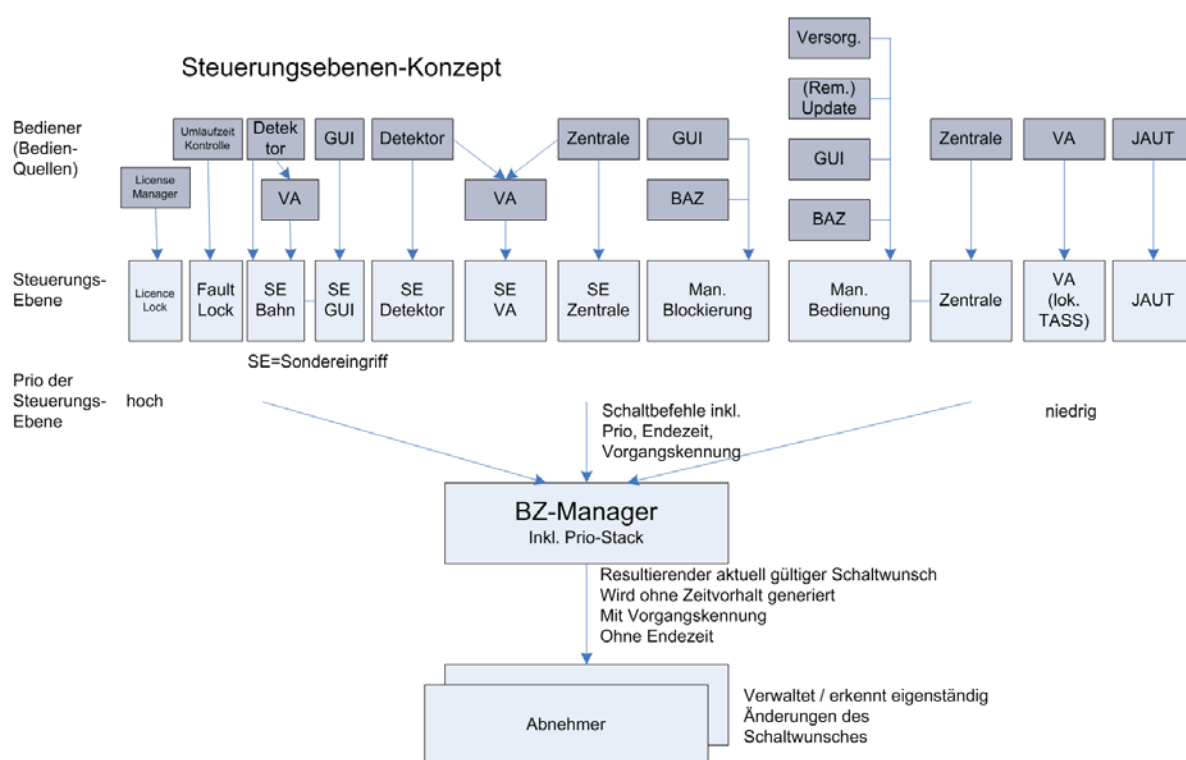 Steuerungsebenen-Konzept
Bediener
(Bedien-
Quellen)
License
Manager
Umlaufzeit
Kontrolle
Detek
tor
VA
GUI
Detektor
VA
Zentrale
GUI
BAZ
Versorg.
(Rem.)
Update
GUI
BAZ
Zentrale
VA
JAUT
Steuerungs-
Ebene
Licence
Lock
Fault
Lock
SE
Bahn
SE
GUI
SE
Detektor
SE
VA
SE
Zentrale
Man.
Blockierung
Man.
Bedienung
Zentrale
VA
(lok.
TASS)
JAUT
SE=Sondereingriff
Prio der
Steuerungs-
Ebene
hoch
niedrig
Schaltbefehle inkl.
Prio, Endezeit,
Vorgangskennung
BZ-Manager
Inkl. Prio-Stack
Resultierender aktuell gültiger Schaltwunsch
Wird ohne Zeitvorhalt generiert
Mit Vorgangskennung
Ohne Endezeit
Abnehmer
Verwaltet / erkennt eigenständig
Änderungen des
Schaltwunsches